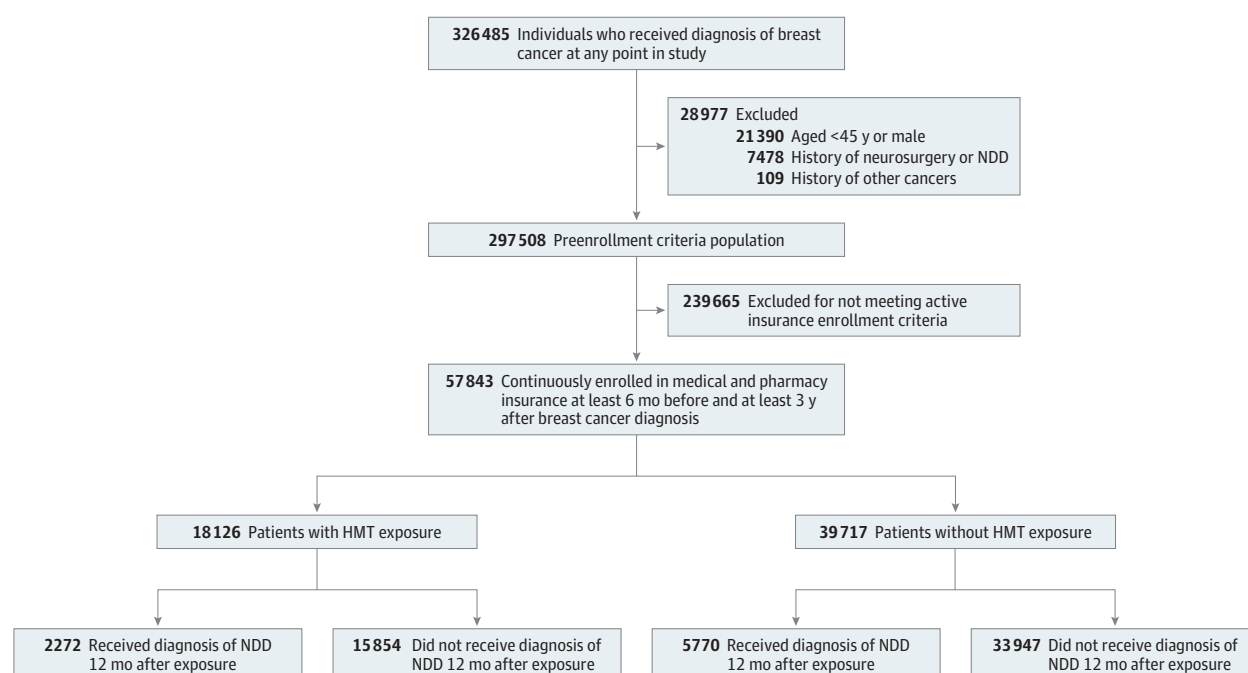 326485 Individuals who received diagnosis of breast
cancer at any point in study
28977 Excluded
21390 Aged <45 y or male
7478 History of neurosurgery or NDD
109 History of other cancers
297508 Preenrollment criteria population
239665 Excluded for not meeting active
insurance enrollment criteria
57843 Continuously enrolled in medical and pharmacy
insurance at least 6 mo before and at least 3 y
after breast cancer diagnosis
18126 Patients with HMT exposure
39717 Patients without HMT exposure
2272 Received diagnosis of NDD
12 mo after exposure
15854 Did not receive diagnosis of
NDD 12 mo after exposure
5770 Received diagnosis of NDD
12 mo after exposure
33947 Did not receive diagnosis of
NDD 12 mo after exposure